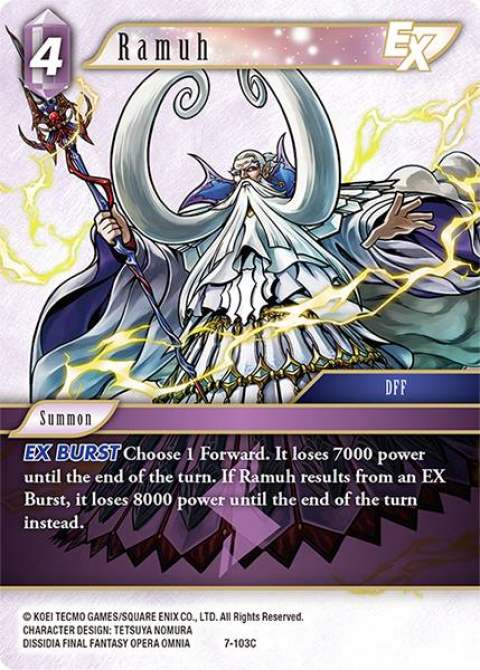 4
Ramuh
EX
DFF
Summon
EX BURST Choose 1 Forward. It loses 7000 power
until the end of the turn. If Ramuh results from an EX
Burst, it loses 8000 power until the end of the turn
instead.
© KOEI TECMO GAMES/SQUARE ENIX CO., LTD. All Rights Reserved.
CHARACTER DESIGN: TETSUYA NOMURA
DISSIDIA FINAL FANTASY OPERA OMNIA 7-103C